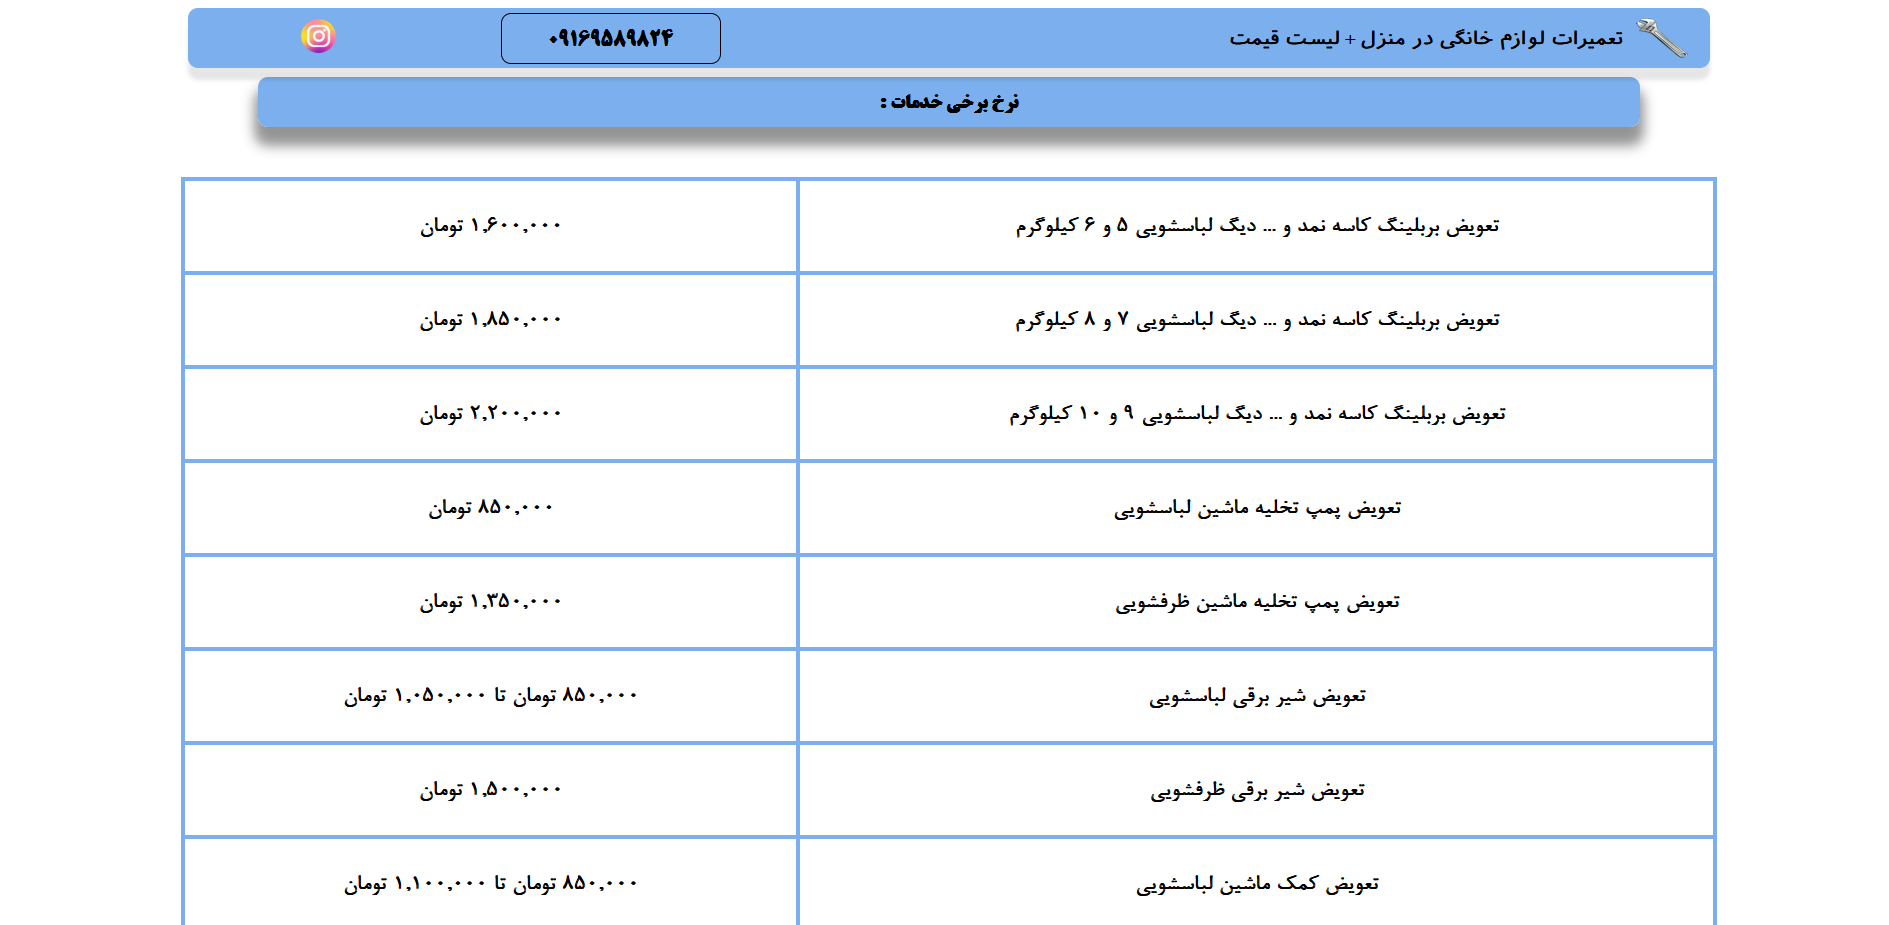 تعمیرات لوازم خانگی در منزل + لیست قیمت
۰۹۱۶۹۵۸۹۸۲۴
نرخ برخی خدمات :
تعویض بربلینگ کاسه نمد و ... دیگ لباسشویی ۵ و ۶ کیلوگرم
۱,۶۰۰,۰۰۰ تومان
تعویض بربلینگ کاسه نمد و ... دیگ لباسشویی ۷ و ۸ کیلوگرم
۱,۸۵۰,۰۰۰ تومان
تعویض بربلینگ کاسه نمد و ... دیگ لباسشویی ۹ و ۱۰ کیلوگرم
۲,۲۰۰,۰۰۰ تومان
تعویض پمپ تخلیه ماشین لباسشویی
۸۵۰,۰۰۰ تومان
تعویض پمپ تخلیه ماشین ظرفشویی
۱,۳۵۰,۰۰۰ تومان
تعویض شیر برقی لباسشویی
۸۵۰,۰۰۰ تومان تا ۱,۰۵۰,۰۰۰ تومان
تعویض شیر برقی ظرفشویی
۱,۵۰۰,۰۰۰ تومان
تعویض کمک ماشین لباسشویی
۸۵۰,۰۰۰ تومان تا ۱,۱۰۰,۰۰۰ تومان